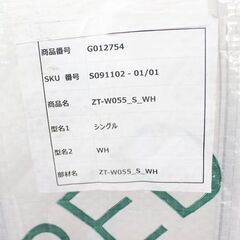 商品番号 G012754
SKU 番号 S091102 - 01/01
商品名 ZT-W055_S_WH
型名1 シングル
型名2 WH
部材名 ZT-W055_S_WH
PED